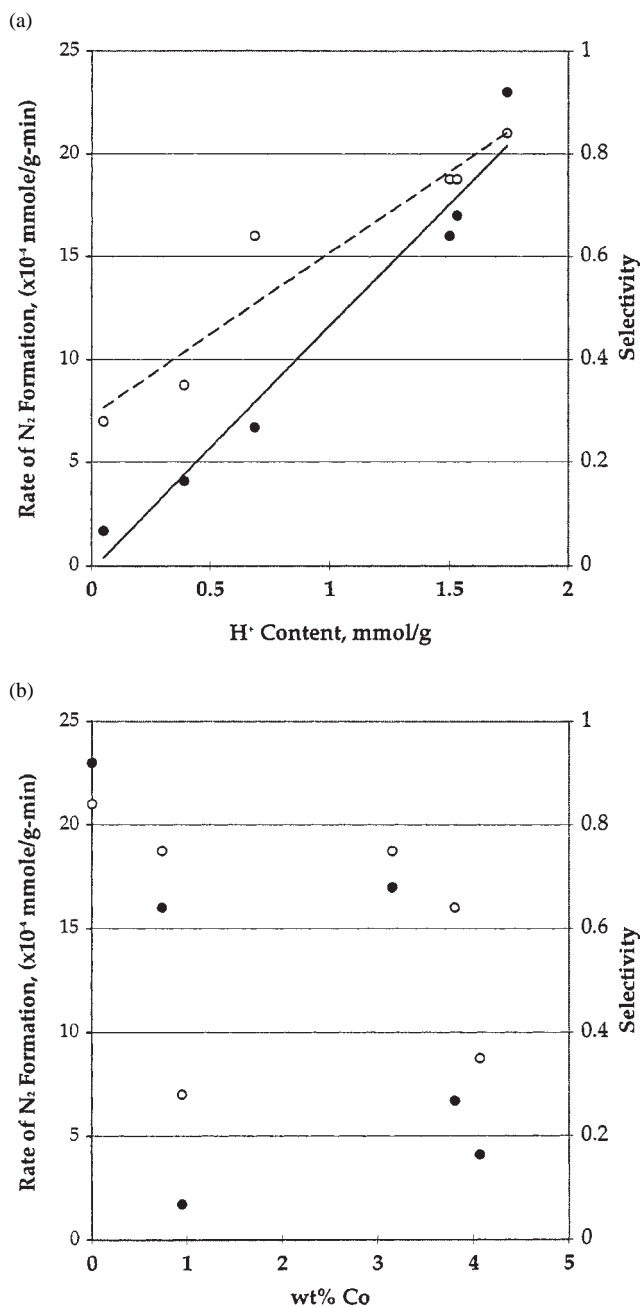 (a)
25
20
15
10
5
0
Rate of N₂ Formation, (x10⁻⁴ mmole/g-min)
1
0.8
0.6
0.4
0.2
0
Selectivity
0 0.5 1 1.5 2
H⁺ Content, mmol/g
(b)
25
20
15
10
5
0
Rate of N₂ Formation, (x10⁻⁴ mmole/g-min)
1
0.8
0.6
0.4
0.2
0
Selectivity
0 1 2 3 4 5
wt% Co